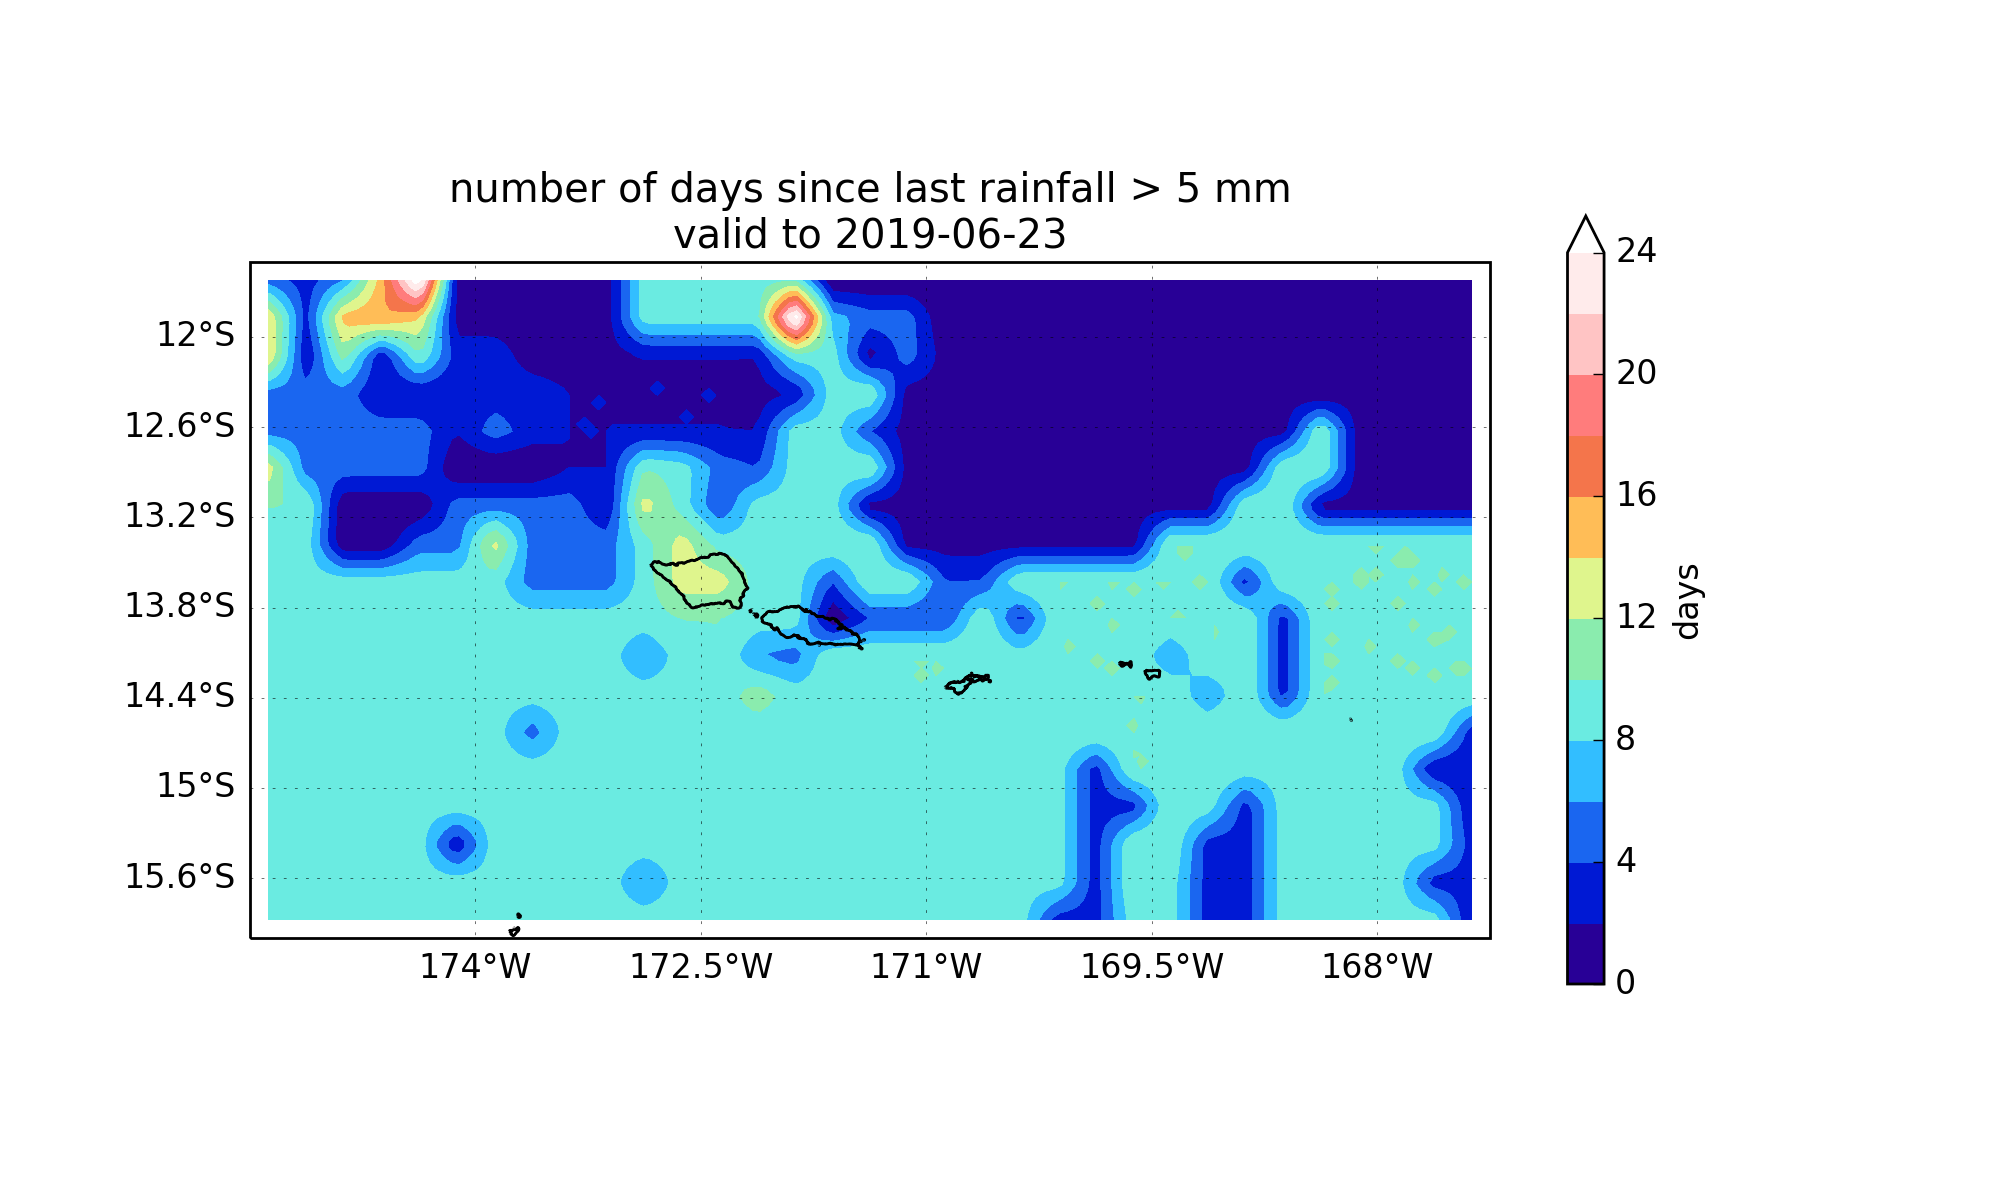 number of days since last rainfall > 5 mm
valid to 2019-06-23
12°S
12.6°S
13.2°S
13.8°S
14.4°S
15°S
15.6°S
174°W
172.5°W
171°W
169.5°W
168°W
24
20
16
12
8
4
0
days